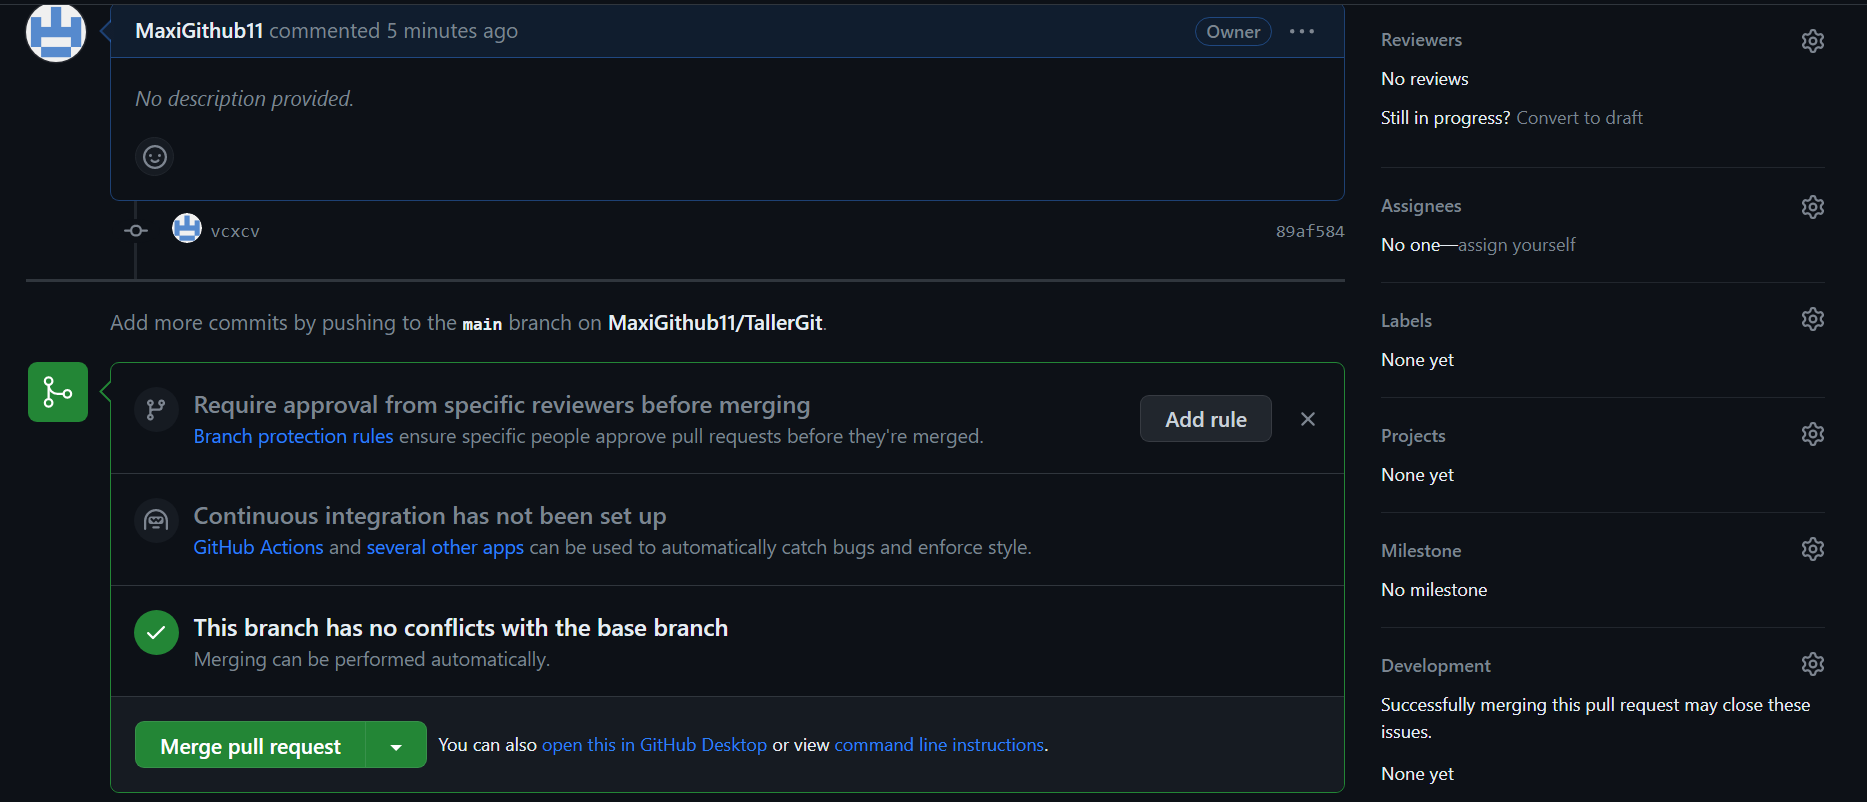 MaxiGithub11 commented 5 minutes ago
Owner
No description provided.
vcxcv
89af584
Add more commits by pushing to the main branch on MaxiGithub11/TallerGit.
Require approval from specific reviewers before merging
Branch protection rules ensure specific people approve pull requests before they're merged.
Add rule
Continuous integration has not been set up
GitHub Actions and several other apps can be used to automatically catch bugs and enforce style.
This branch has no conflicts with the base branch
Merging can be performed automatically.
Merge pull request
You can also open this in GitHub Desktop or view command line instructions.
Reviewers
No reviews
Still in progress? Convert to draft
Assignees
No one—assign yourself
Labels
None yet
Projects
None yet
Milestone
No milestone
Development
Successfully merging this pull request may close these
issues.
None yet